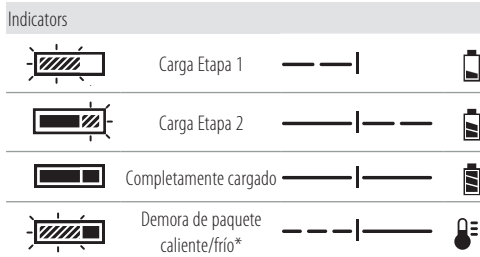 Indicators
Carga Etapa 1
Carga Etapa 2
Completamente cargado
Demora de paquete
caliente/frío*